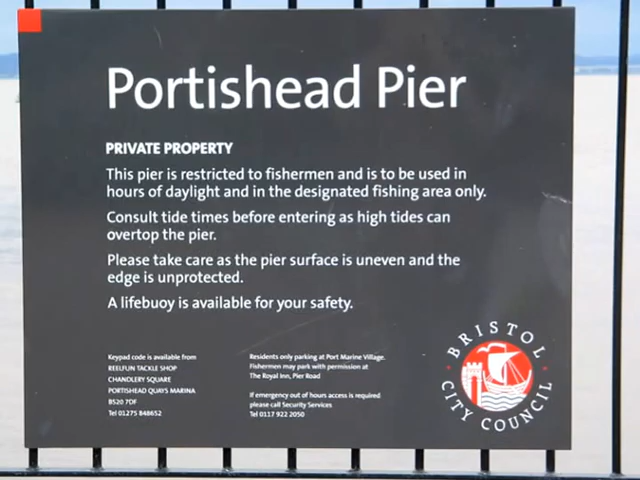 Portishead Pier
PRIVATE PROPERTY
This pier is restricted to fishermen and is to be used in
hours of daylight and in the designated fishing area only.
Consult tide times before entering as high tides can
overtop the pier.
Please take care as the pier surface is uneven and the
edge is unprotected.
A lifebuoy is available for your safety.
Keypad code is available from
REELFUN TACKLE SHOP
CHANDLERY SQUARE
PORTISHEAD QUAYS MARINA
BS20 7DF
Tel 01275 848652
Residents only parking at Port Marine Village.
Fishermen may park with permission at
The Royal Inn, Pier Road
If emergency out of hours access is required
please call Security Services
Tel 0117 922 2050
BRISTOL
CITY COUNCIL